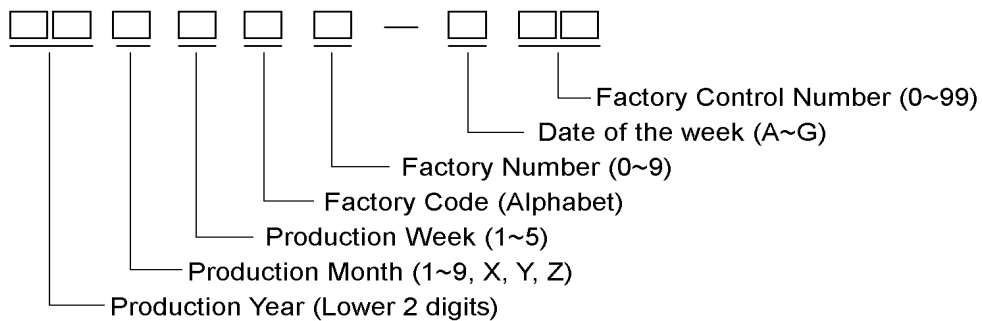 Factory Control Number (0~99)
Date of the week (A~G)
Factory Number (0~9)
Factory Code (Alphabet)
Production Week (1~5)
Production Month (1~9, X, Y, Z)
Production Year (Lower 2 digits)